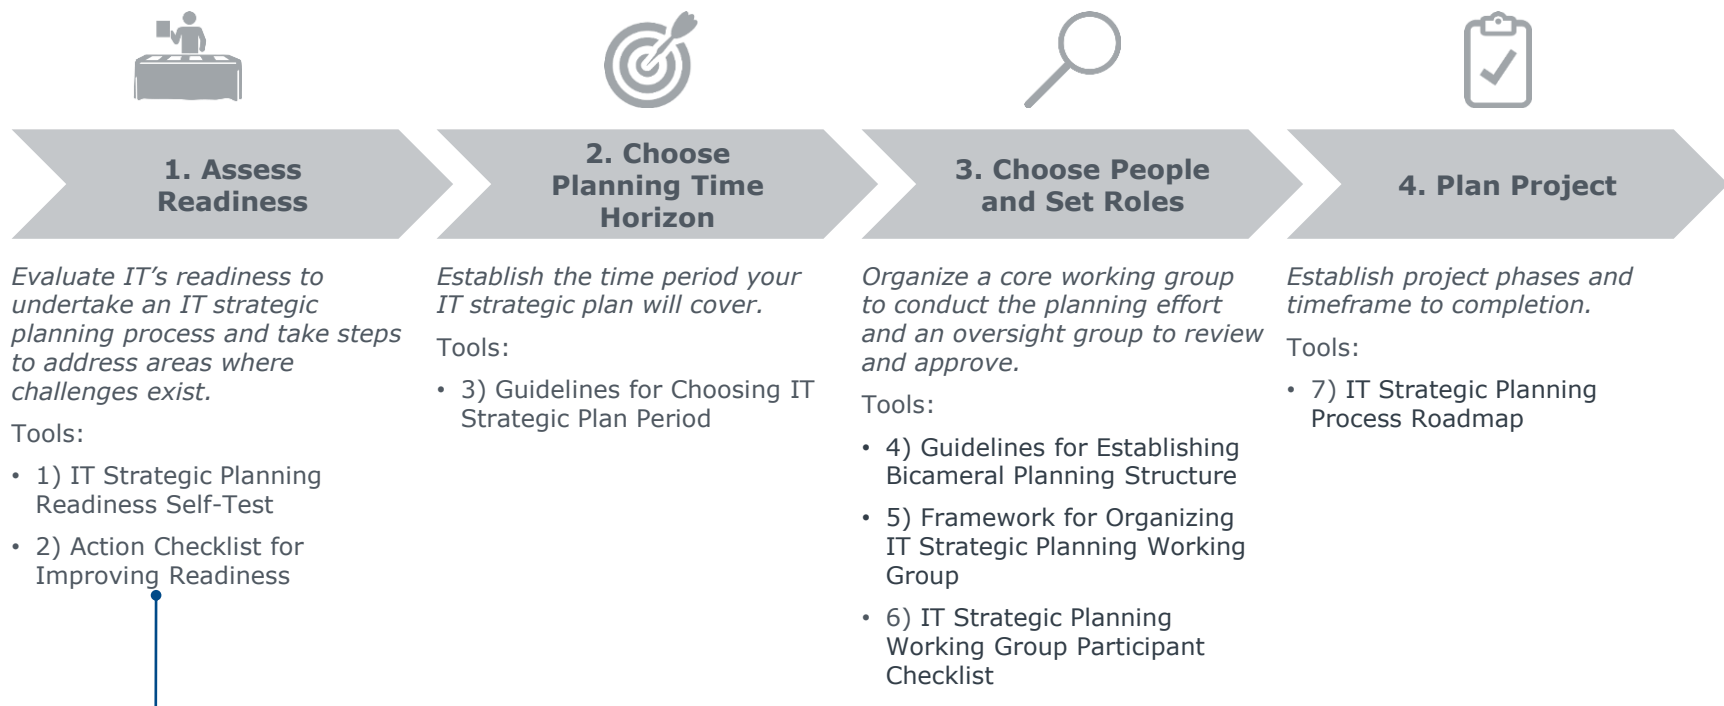 1. Assess
Readiness
2. Choose
Planning Time
Horizon
3. Choose People
and Set Roles
4. Plan Project
Evaluate IT’s readiness to
undertake an IT strategic
planning process and take steps
to address areas where
challenges exist.
Tools:
• 1) IT Strategic Planning
Readiness Self-Test
• 2) Action Checklist for
Improving Readiness
Establish the time period your
IT strategic plan will cover.
Tools:
• 3) Guidelines for Choosing IT
Strategic Plan Period
Organize a core working group
to conduct the planning effort
and an oversight group to review
and approve.
Tools:
• 4) Guidelines for Establishing
Bicameral Planning Structure
• 5) Framework for Organizing
IT Strategic Planning Working
Group
• 6) IT Strategic Planning
Working Group Participant
Checklist
Establish project phases and
timeframe to completion.
Tools:
• 7) IT Strategic Planning
Process Roadmap